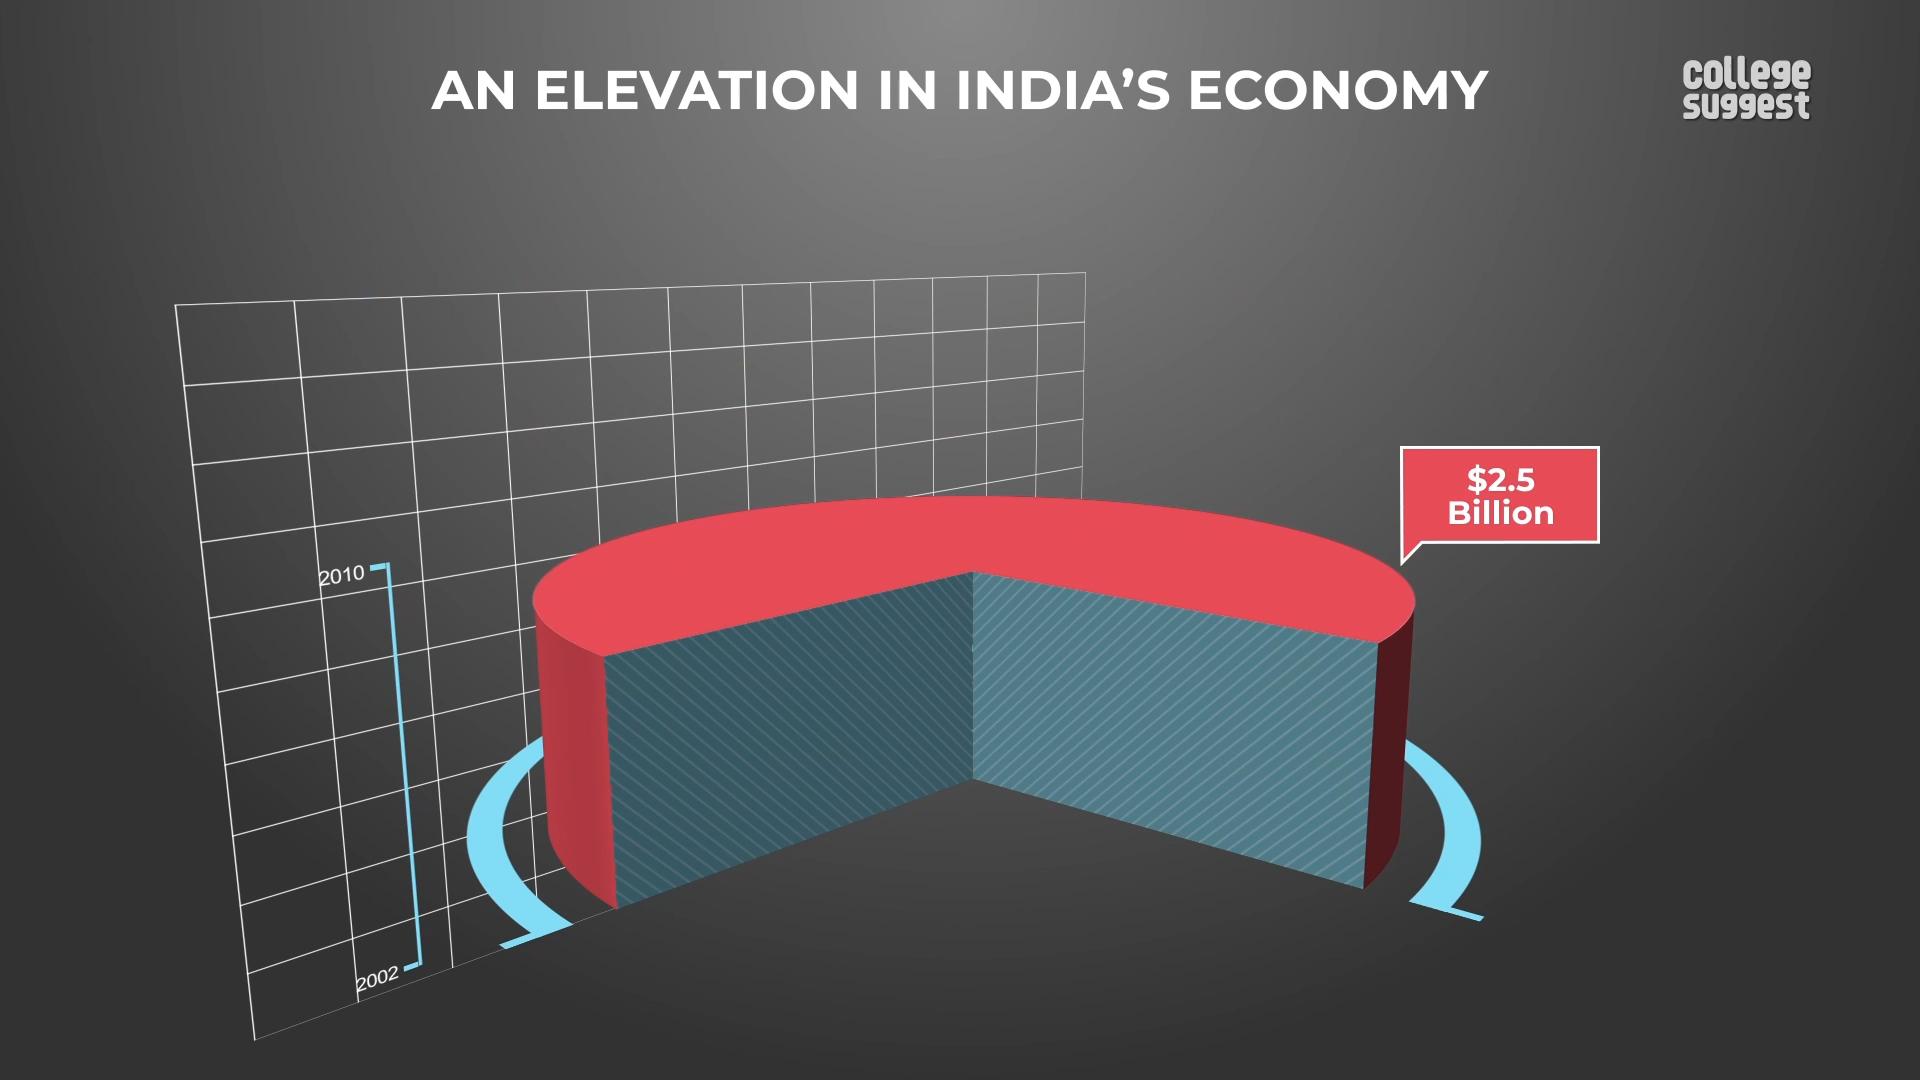 AN ELEVATION IN INDIA’S ECONOMY
college
suggest
$2.5
Billion
2010
2002